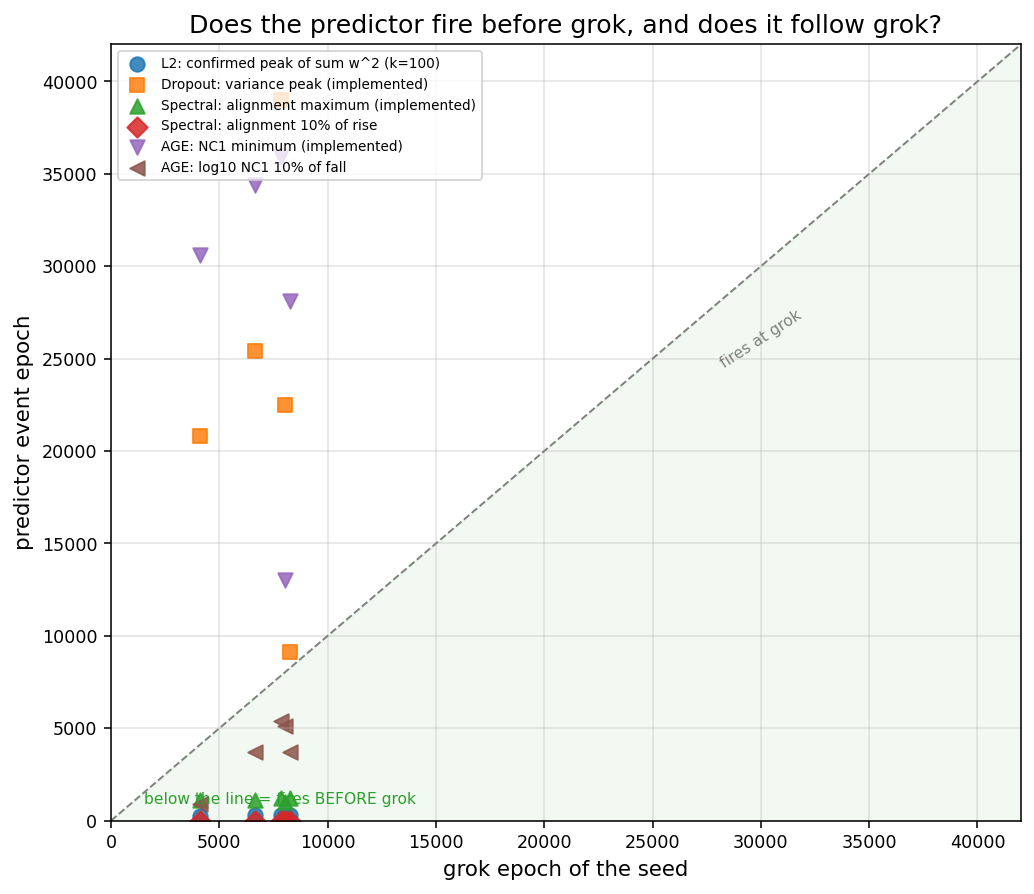 Does the predictor fire before grok, and does it follow grok?
L2: confirmed peak of sum w^2 (k=100)
Dropout: variance peak (implemented)
Spectral: alignment maximum (implemented)
Spectral: alignment 10% of rise
AGE: NC1 minimum (implemented)
AGE: log10 NC1 10% of fall
predictor event epoch
40000
35000
30000
25000
20000
15000
10000
5000
0
fires at grok
below the line = fires BEFORE grok
0 5000 10000 15000 20000 25000 30000 35000 40000
grok epoch of the seed